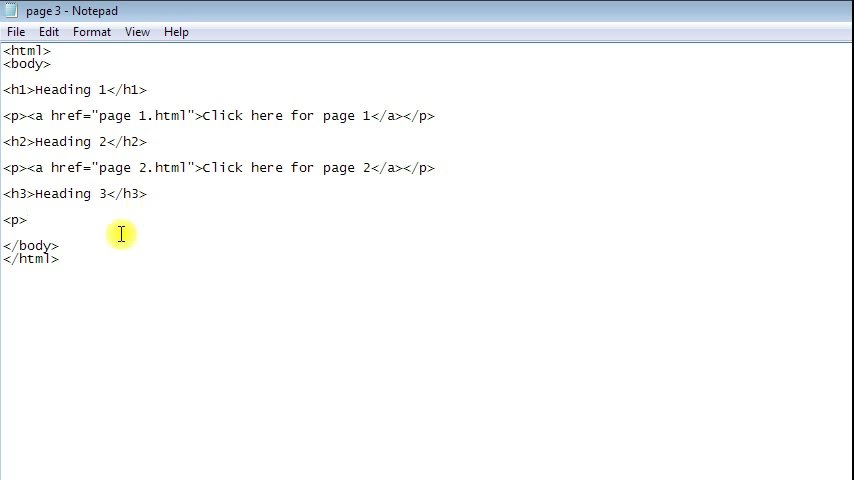 page 3 - Notepad
File Edit Format View Help
<html>
<body>
<h1>Heading 1</h1>
<p><a href="page 1.html">Click here for page 1</a></p>
<h2>Heading 2</h2>
<p><a href="page 2.html">Click here for page 2</a></p>
<h3>Heading 3</h3>
<p>
</body>
</html>